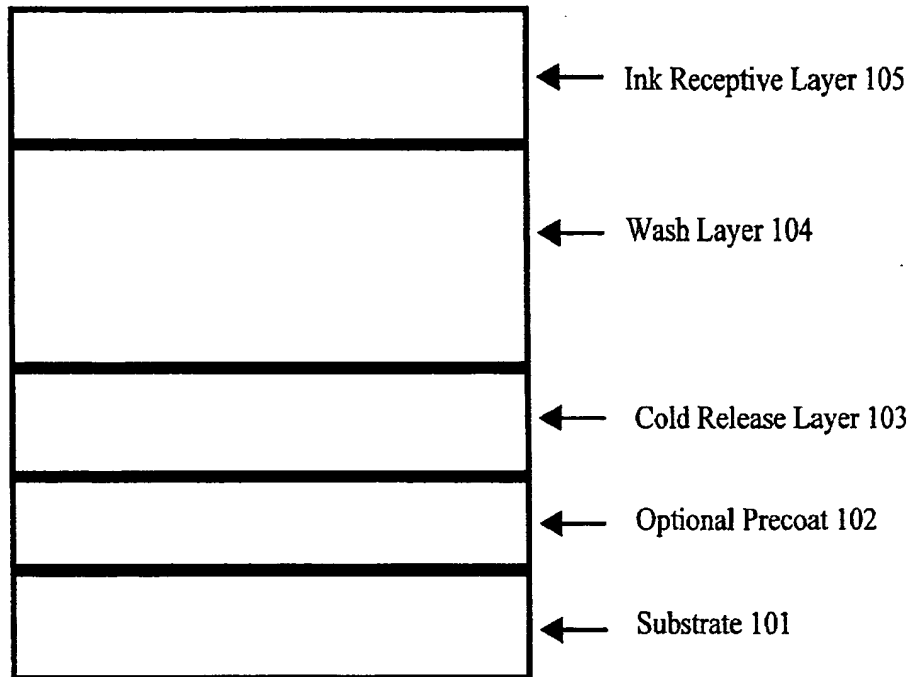 Ink Receptive Layer 105
Wash Layer 104
Cold Release Layer 103
Optional Precoat 102
Substrate 101